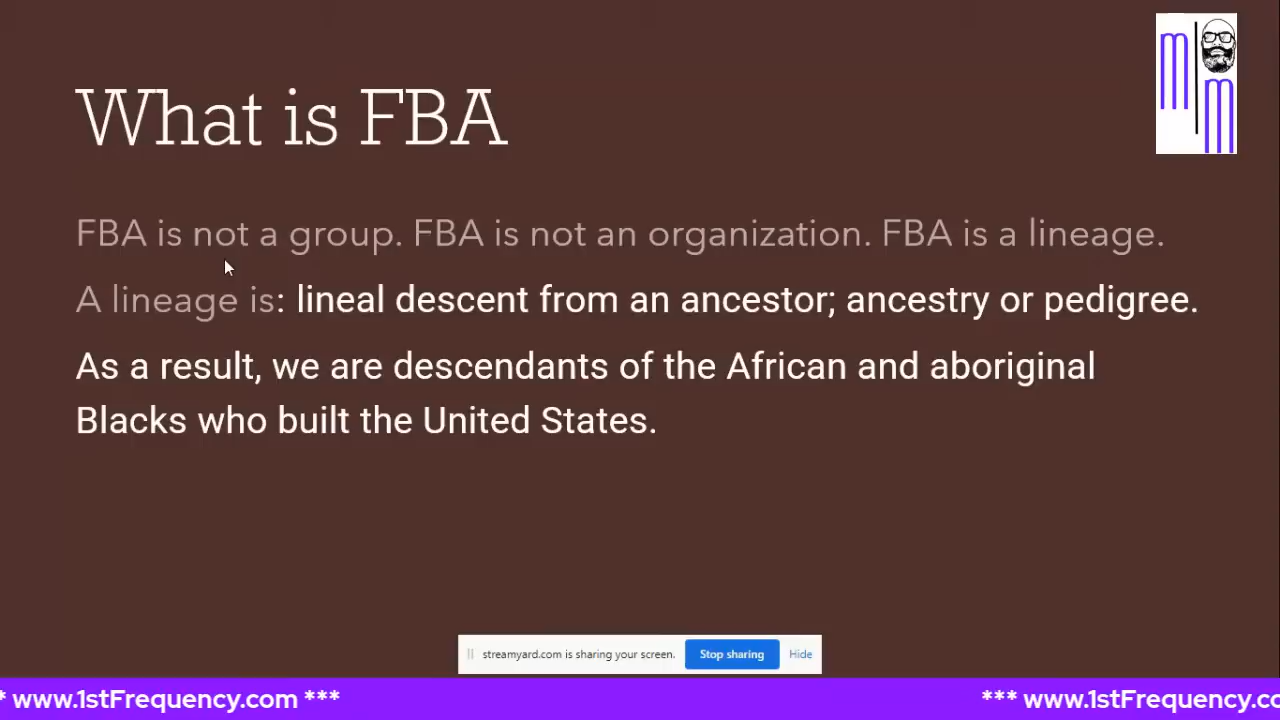 What is FBA
FBA is not a group. FBA is not an organization. FBA is a lineage.
A lineage is: lineal descent from an ancestor; ancestry or pedigree.
As a result, we are descendants of the African and aboriginal
Blacks who built the United States.
m m
streamyard.com is sharing your screen. Stop sharing Hide
* www.1stFrequency.com *** *** www.1stFrequency.co